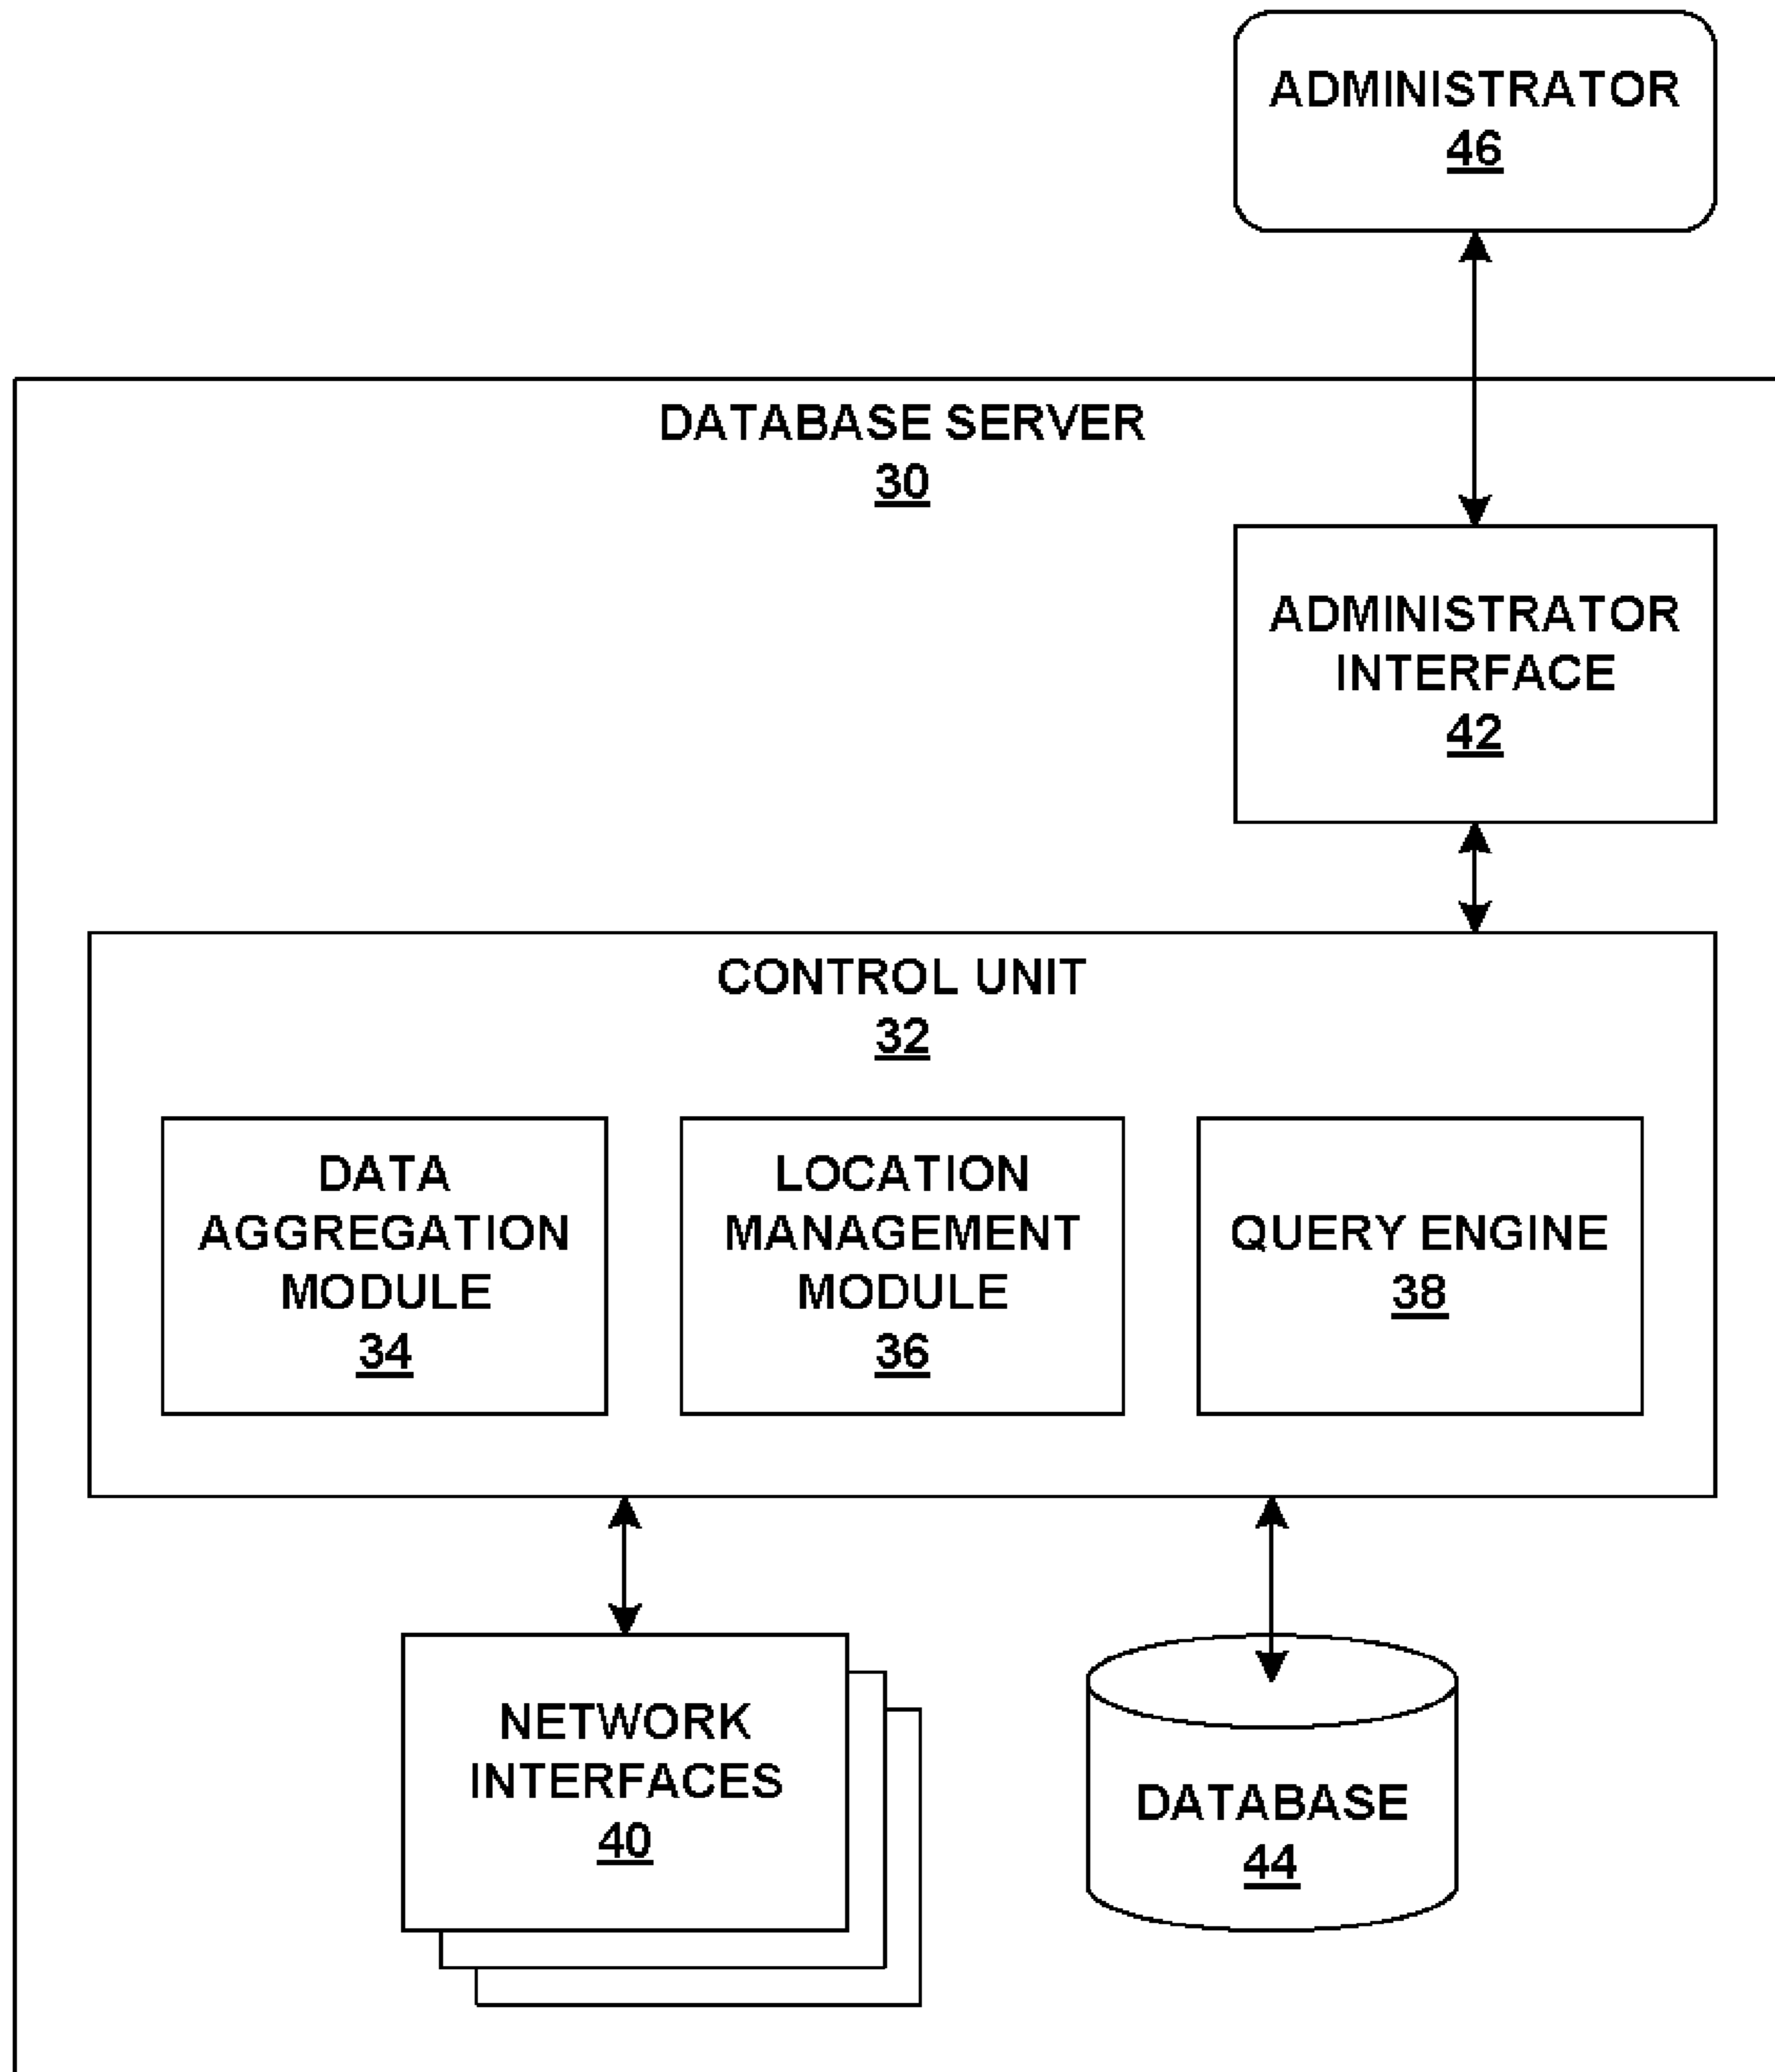 ADMINISTRATOR
46
DATABASE SERVER
30
ADMINISTRATOR
INTERFACE
42
CONTROL UNIT
32
DATA
AGGREGATION
MODULE
34
LOCATION
MANAGEMENT
MODULE
36
QUERY ENGINE
38
NETWORK
INTERFACES
40
DATABASE
44